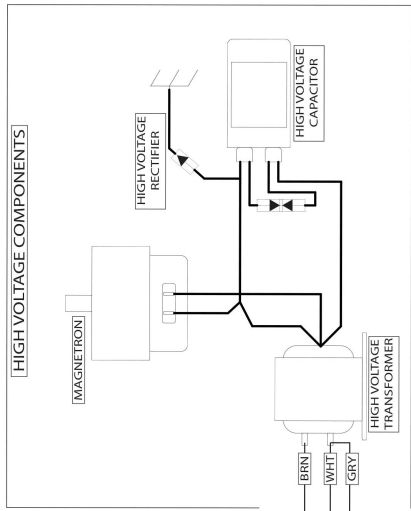 HIGH VOLTAGE COMPONENTS
MAGNETRON
HIGH VOLTAGE
RECTIFIER
HIGH VOLTAGE
CAPACITOR
HIGH VOLTAGE
TRANSFORMER
BRN
WHT
GRY